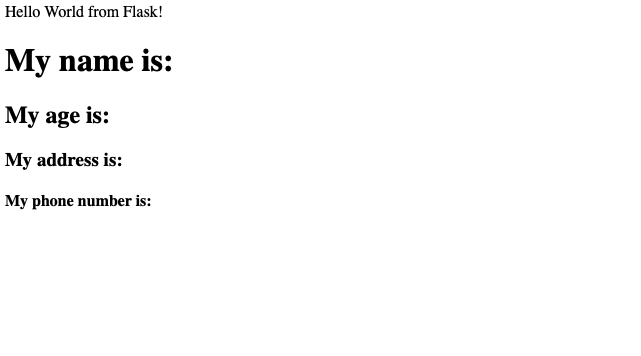 Hello World from Flask!
My name is:
My age is:
My address is:
My phone number is: